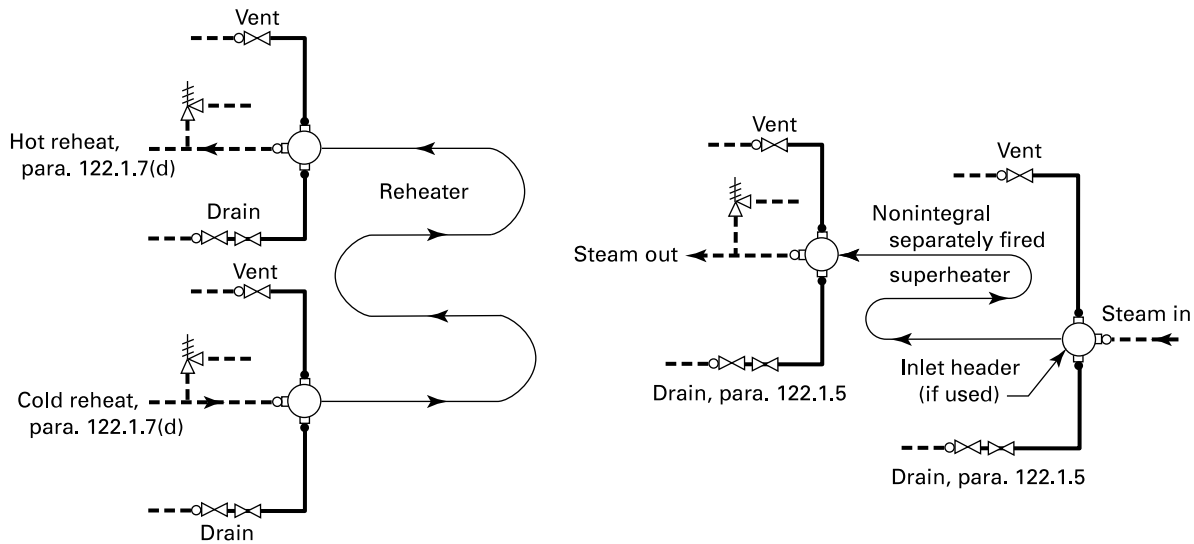 Vent
Hot reheat,
para. 122.1.7(d)
Reheater
Drain
Vent
Cold reheat,
para. 122.1.7(d)
Drain
Vent
Vent
Nonintegral
separately fired
superheater
Steam out
Steam in
Inlet header
(if used)
Drain, para. 122.1.5
Drain, para. 122.1.5